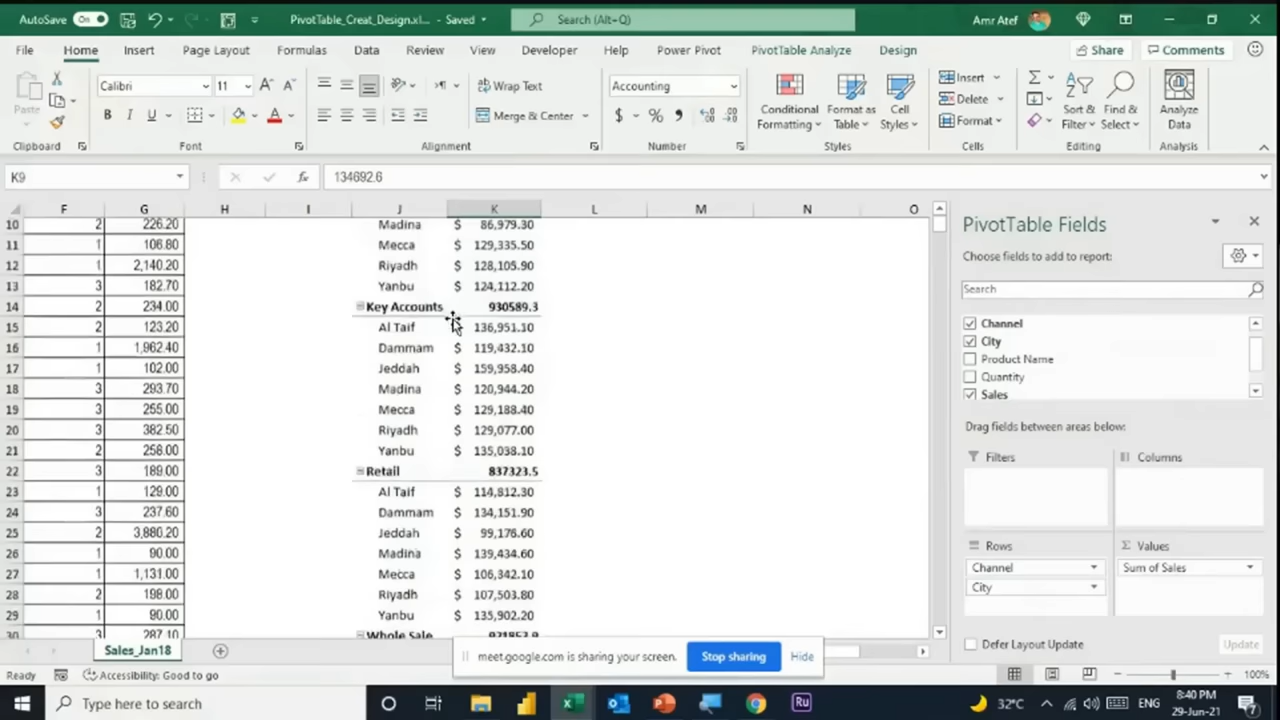 AutoSave On PivotTable_Creat_Design.xl... - Saved Search (Alt+Q) Amr Atef
File Home Insert Page Layout Formulas Data Review View Developer Help Power Pivot PivotTable Analyze Design Share Comments
Paste Calibri 11 A A Wrap Text Accounting Conditional Formatting Format as Table Cell Styles Insert Sort & Filter Find & Select Analyze Data
B I U A Merge & Center $ % Delete
Format
Clipboard Font Alignment Number Styles Cells Editing Analysis
K9 fx 134692.6
F G H I J K L M N O
10 2 226.20 Madina $ 86,979.30
11 1 106.80 Mecca $ 129,335.50
12 1 2,140.20 Riyadh $ 128,105.90
13 3 182.70 Yanbu $ 124,112.20
14 2 234.00 Key Accounts 930589.3
15 2 123.20 Al Taif $ 136,951.10
16 1 1,962.40 Dammam $ 119,432.10
17 1 102.00 Jeddah $ 159,958.40
18 3 293.70 Madina $ 120,944.20
19 3 255.00 Mecca $ 129,188.40
20 3 382.50 Riyadh $ 129,077.00
21 2 258.00 Yanbu $ 135,038.10
22 3 189.00 Retail 837323.5
23 1 129.00 Al Taif $ 114,812.30
24 3 237.60 Dammam $ 134,151.90
25 2 3,880.20 Jeddah $ 99,176.60
26 1 90.00 Madina $ 139,434.60
27 1 1,131.00 Mecca $ 106,342.10
28 2 198.00 Riyadh $ 107,503.80
29 1 90.00 Yanbu $ 135,902.20
30 3 287.10 Whole Sale
PivotTable Fields
Choose fields to add to report:
Search
Channel
City
Product Name
Quantity
Sales
Drag fields between areas below:
Filters Columns
Rows Values
Channel Sum of Sales
City
Defer Layout Update Update
Sales_Jan18
meet.google.com is sharing your screen. Stop sharing Hide
Ready Accessibility: Good to go 100%
Type here to search Ru 32°C ENG 8:40 PM
29-Jun-21 7